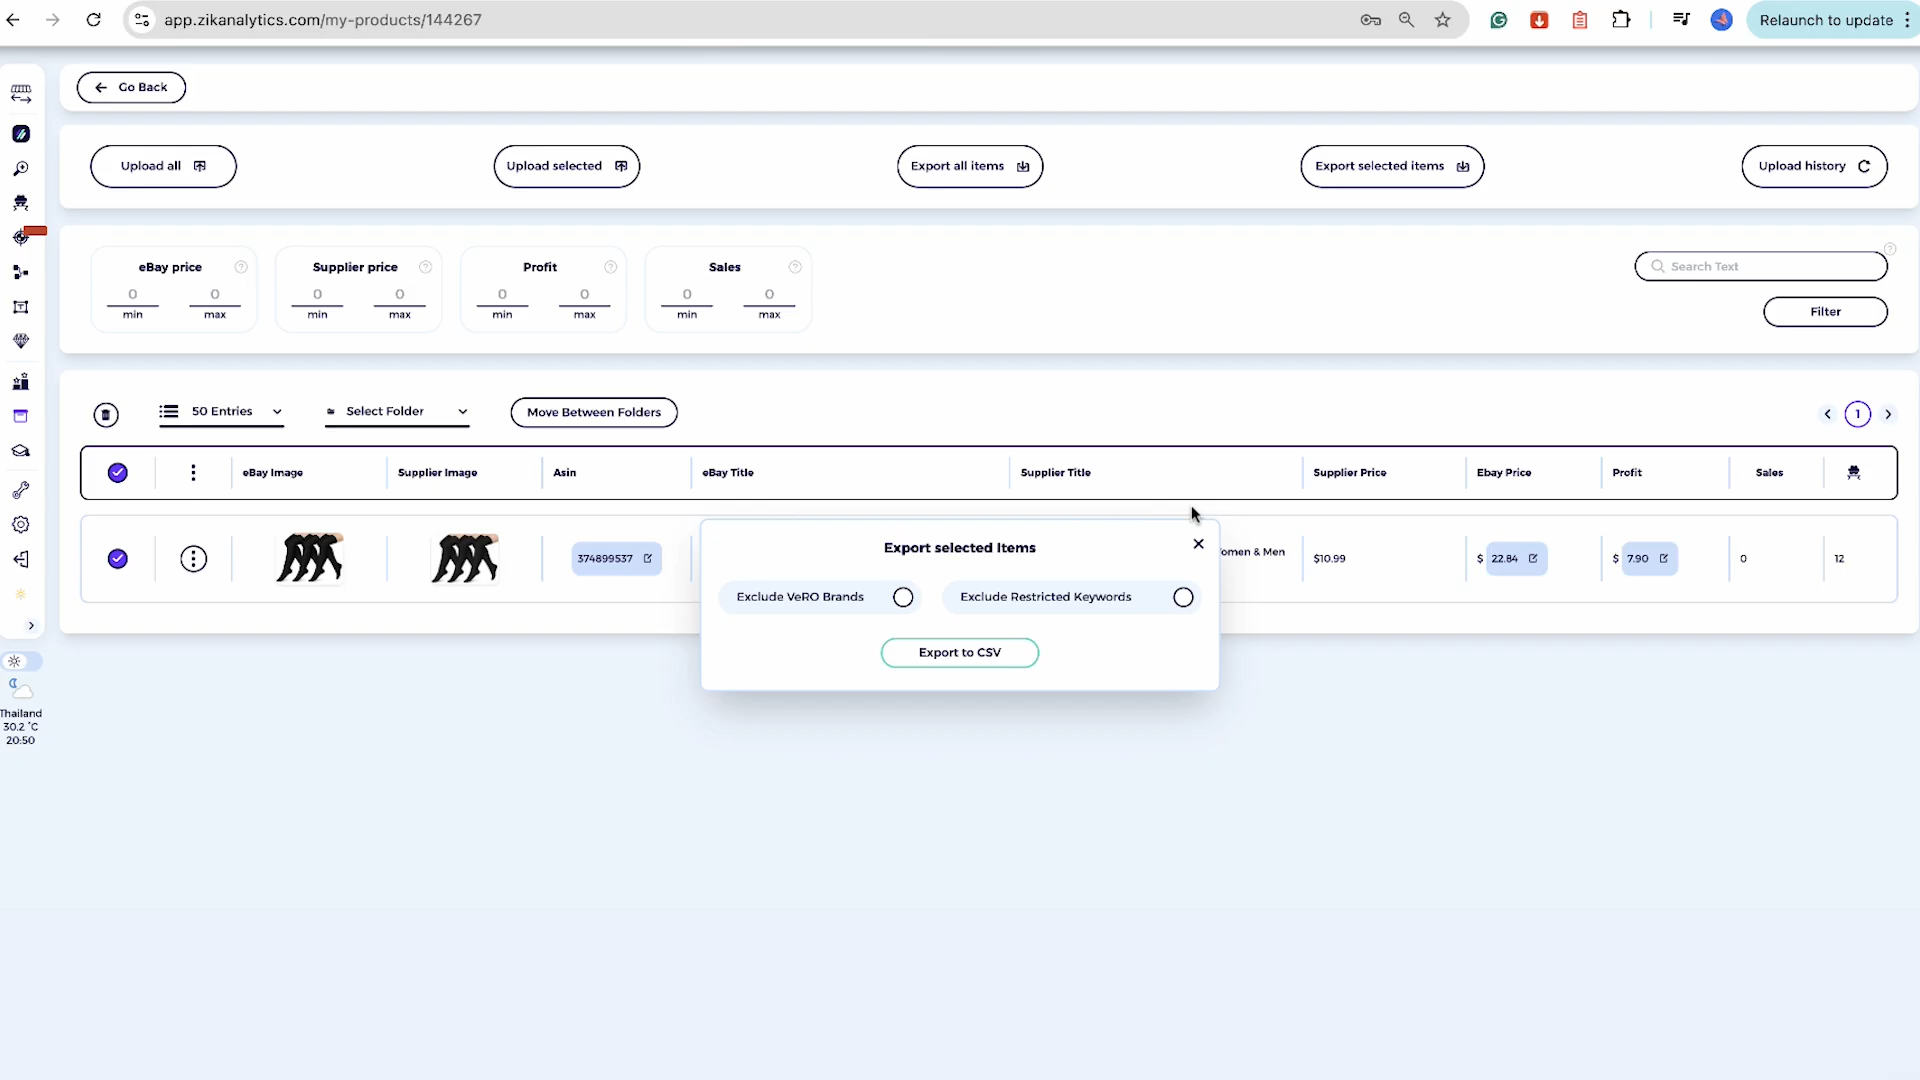 app.zikanalytics.com/my-products/144267
Relaunch to update
Go Back
Upload all
Upload selected
Export all items
Export selected items
Upload history
eBay price
Supplier price
Profit
Sales
0 0 0 0 0 0 0 0
min max min max min max min max
Search Text
Filter
50 Entries
Select Folder
Move Between Folders
1
eBay Image
Supplier Image
Asin
eBay Title
Supplier Title
Supplier Price
Ebay Price
Profit
Sales
374899537
omen & Men
$10.99
$ 22.84
$ 7.90
0
12
Export selected Items
Exclude VeRO Brands
Exclude Restricted Keywords
Export to CSV
Thailand
30.2 °C
20:50